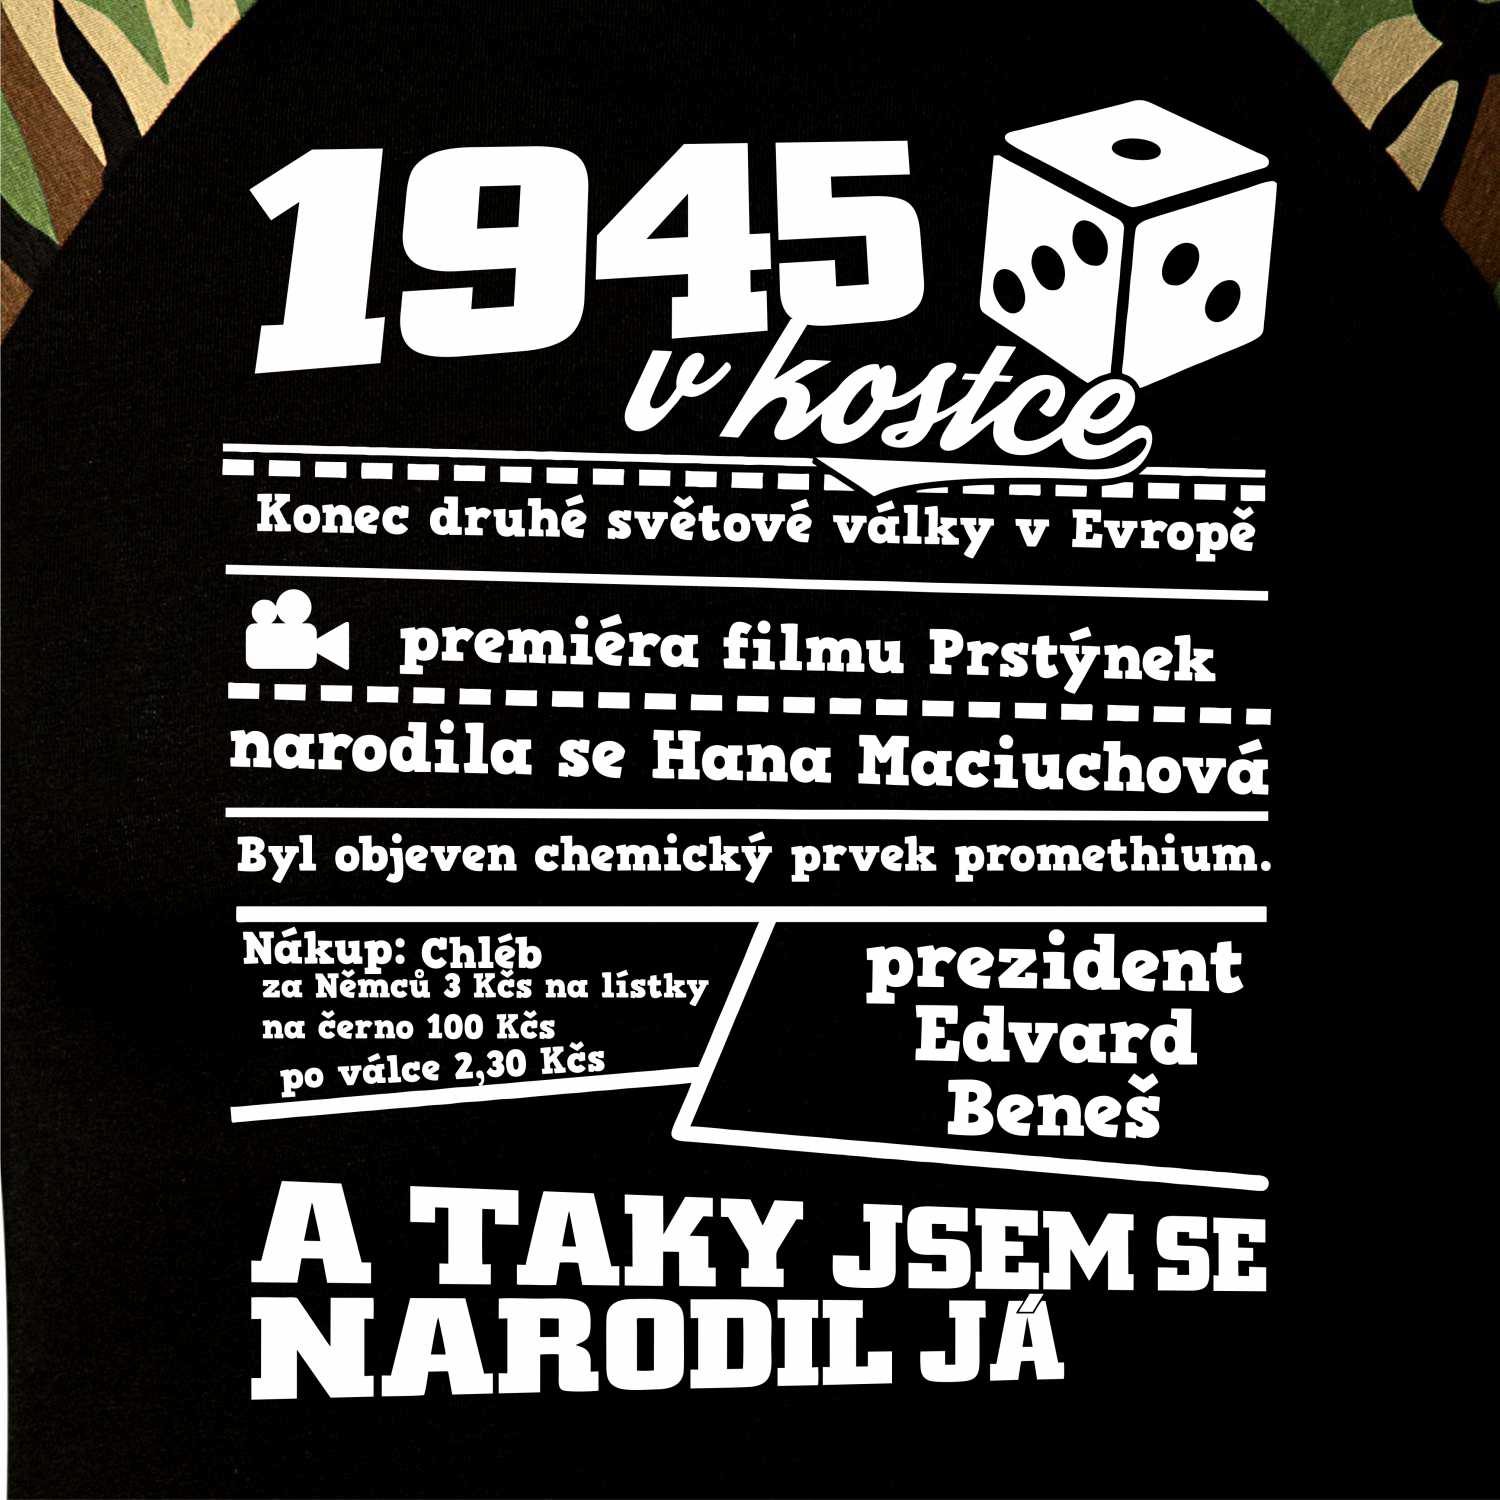 1945
v kostce
Konec druhé světové války v Evropě
premiéra filmu Prstýnek
narodila se Hana Maciuchová
Byl objeven chemický prvek promethium.
Nákup: Chléb
za Němců 3 Kčs na lístky
na černo 100 Kčs
po válce 2,30 Kčs
prezident
Edvard
Beneš
A TAKY JSEM SE
NARODIL JÁ